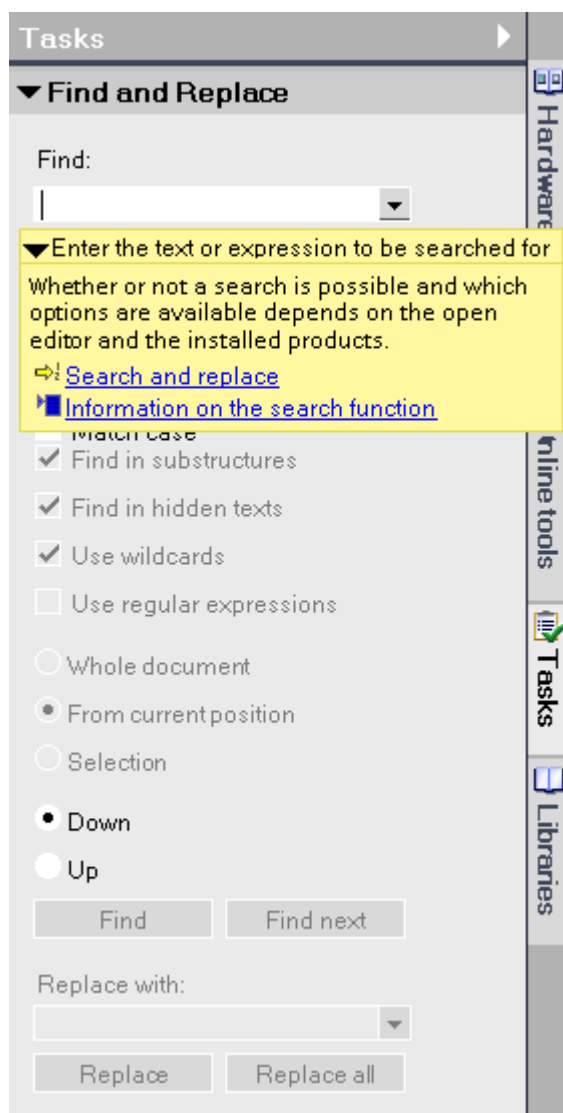 Tasks
Find and Replace
Find:
Enter the text or expression to be searched for
Whether or not a search is possible and which
options are available depends on the open
editor and the installed products.
Search and replace
Information on the search function
Match case
Find in substructures
Find in hidden texts
Use wildcards
Use regular expressions
Whole document
From current position
Selection
Down
Up
Find Find next
Replace with:
Replace Replace all
Hardware
nline tools
Tasks
Libraries